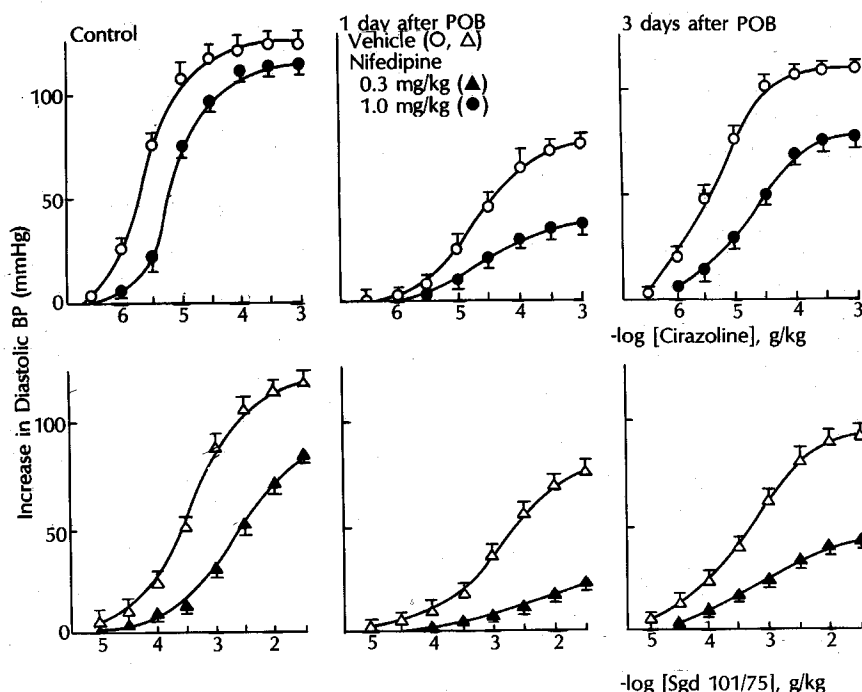 Control
1 day after POB
Vehicle (O, △)
Nifedipine
0.3 mg/kg (▲)
1.0 mg/kg (●)
3 days after POB
Increase in Diastolic BP (mmHg)
100
50
0
6 5 4 3
6 5 4 3
6 5 4 3
-log [Cirazoline], g/kg
100
50
0
5 4 3 2
5 4 3 2
5 4 3 2
-log [Sgd 101/75], g/kg